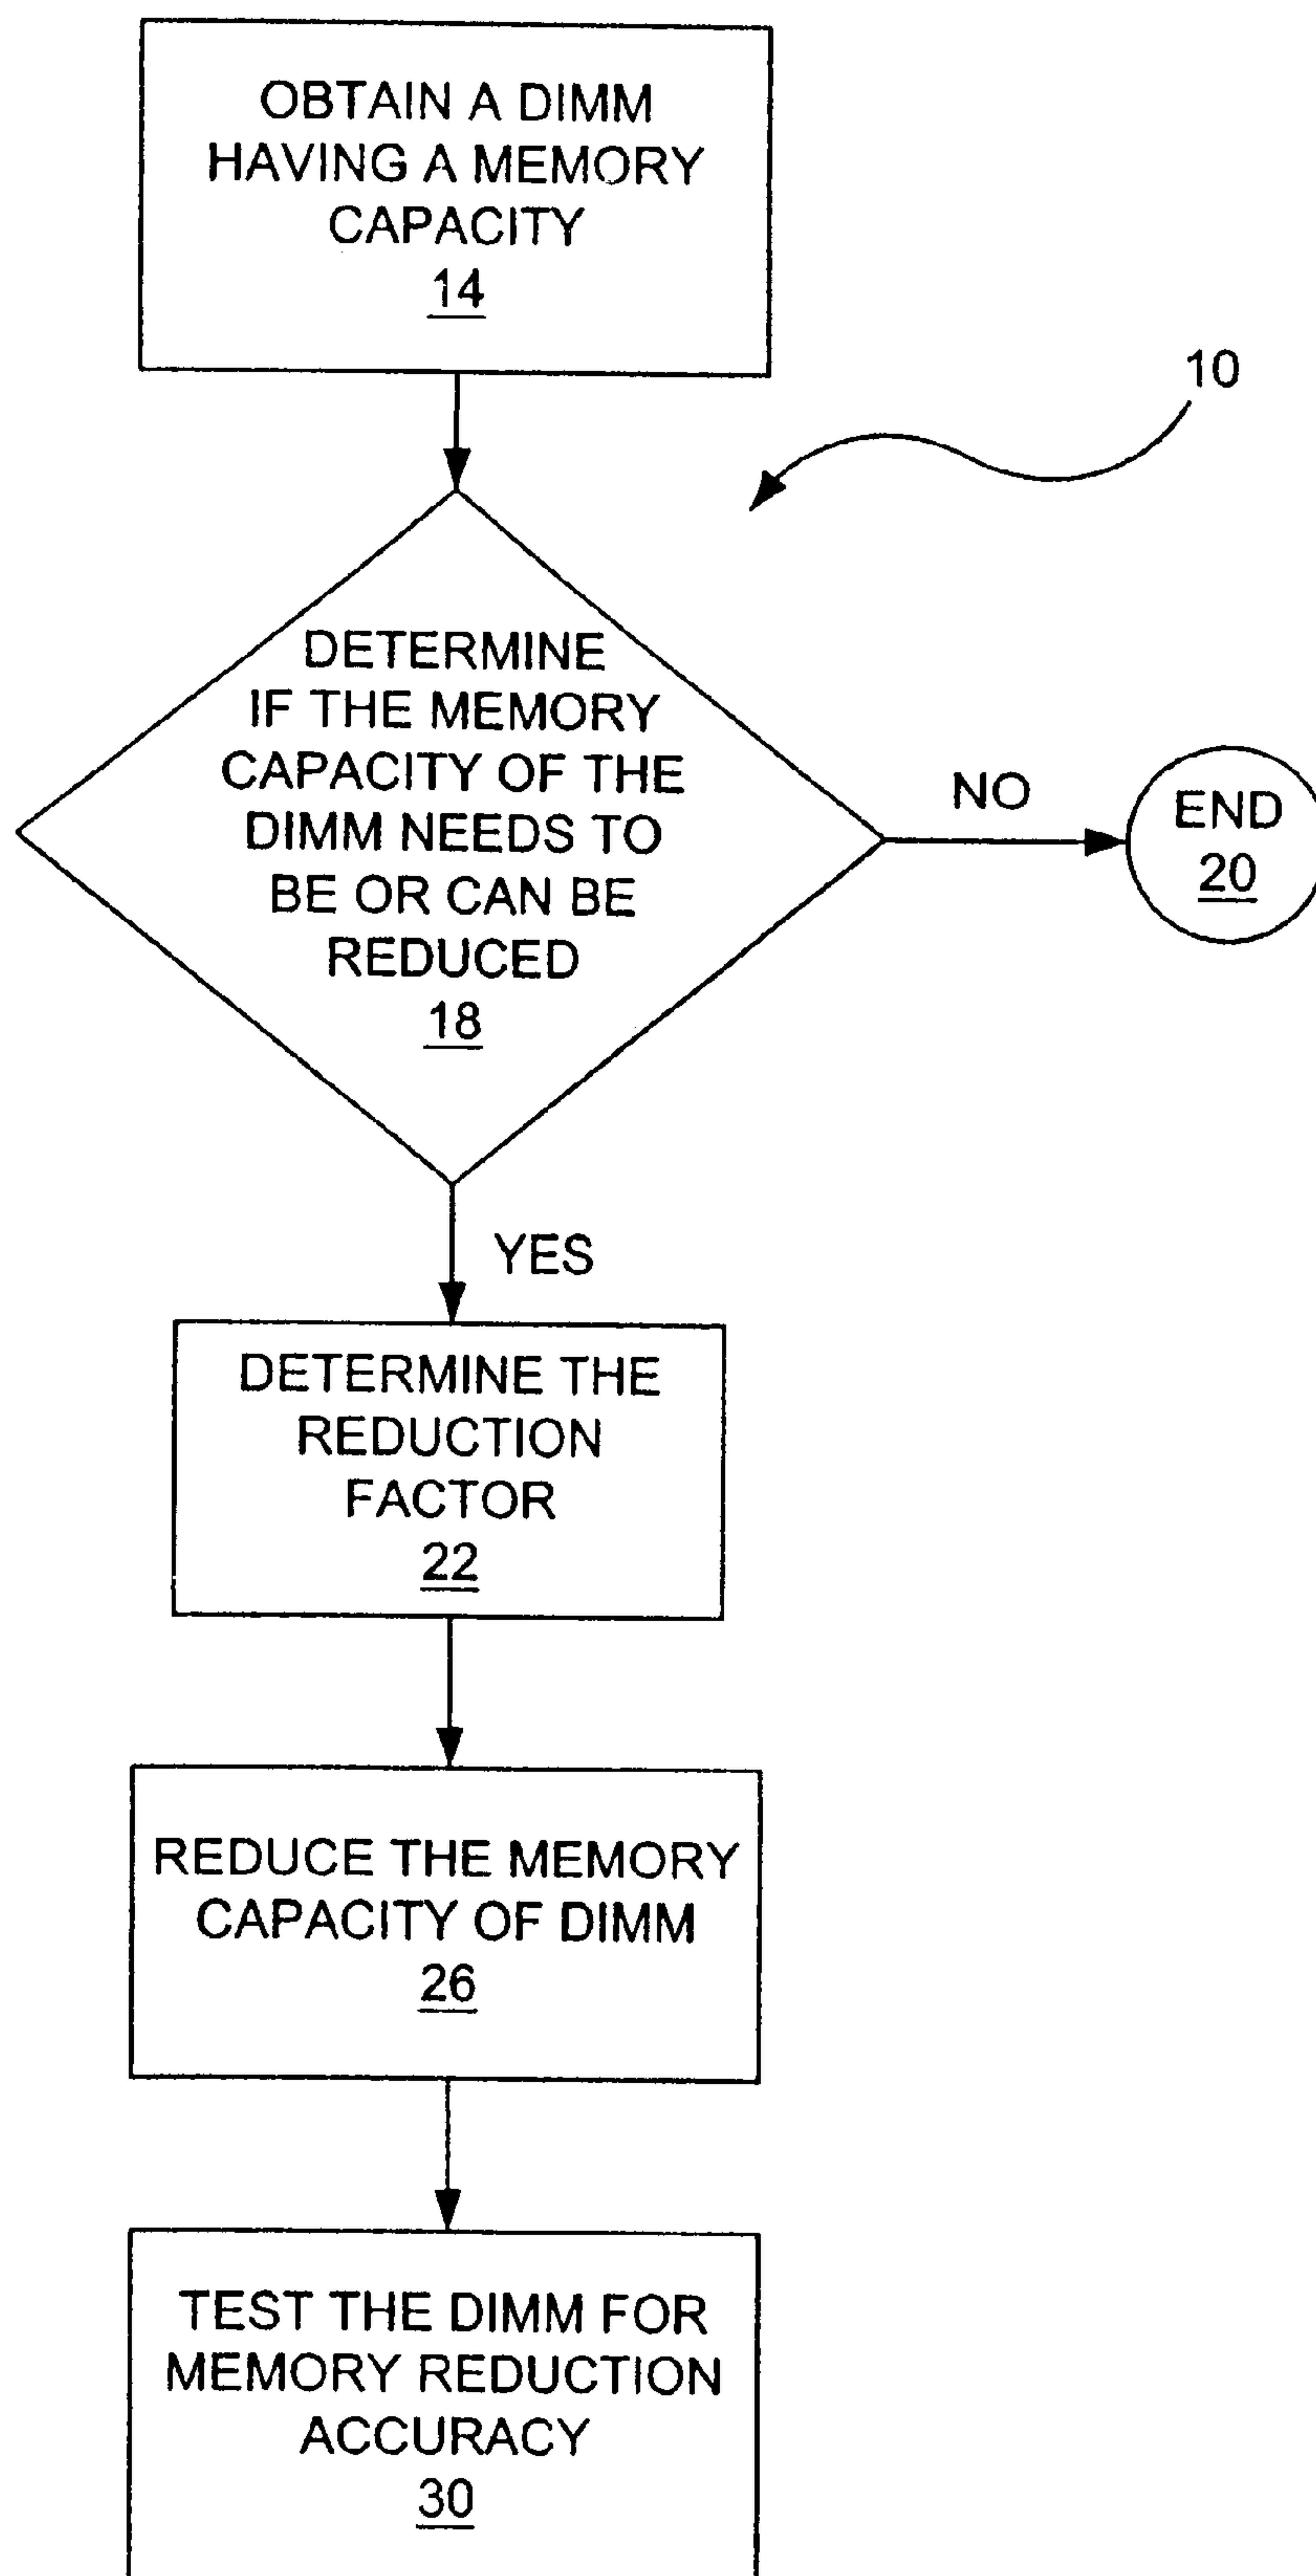 OBTAIN A DIMM
HAVING A MEMORY
CAPACITY
14
10
DETERMINE
IF THE MEMORY
CAPACITY OF THE
DIMM NEEDS TO
BE OR CAN BE
REDUCED
18
NO
END
20
YES
DETERMINE THE
REDUCTION
FACTOR
22
REDUCE THE MEMORY
CAPACITY OF DIMM
26
TEST THE DIMM FOR
MEMORY REDUCTION
ACCURACY
30